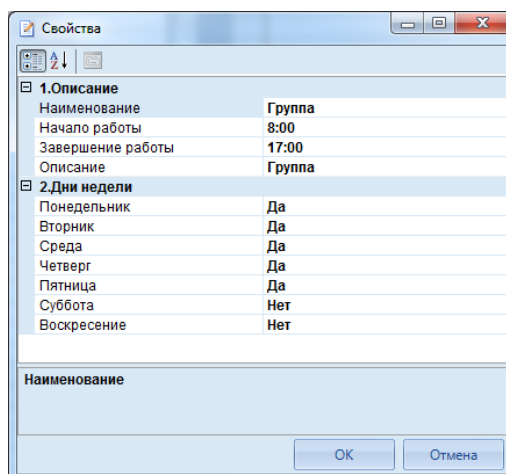 Свойства
1.Описание
Наименование Группа
Начало работы 8:00
Завершение работы 17:00
Описание Группа
2.Дни недели
Понедельник Да
Вторник Да
Среда Да
Четверг Да
Пятница Да
Суббота Нет
Воскресение Нет
Наименование
OK Отмена